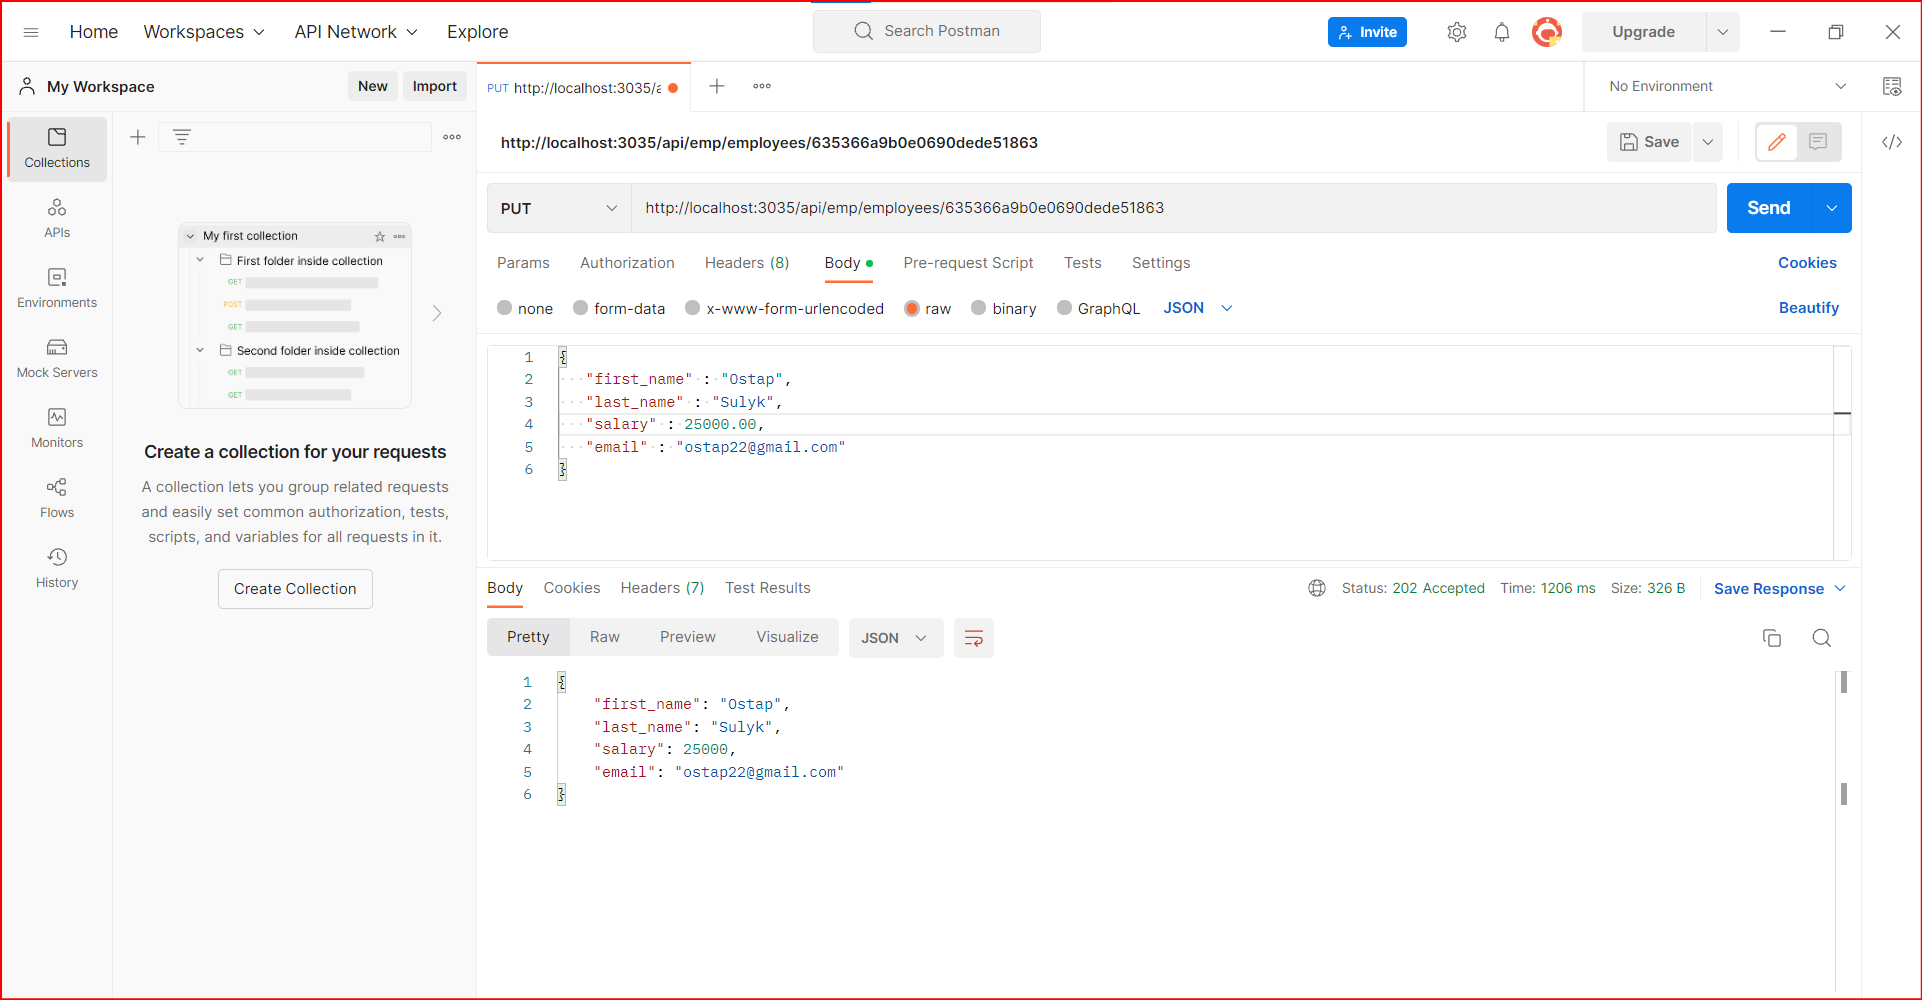 Home Workspaces API Network Explore Search Postman Invite Upgrade
My Workspace New Import
PUT http://localhost:3035/a
No Environment
Collections
APIs
Environments
Mock Servers
Monitors
Flows
History
My first collection
First folder inside collection
GET
POST
GET
Second folder inside collection
GET
GET
Create a collection for your requests
A collection lets you group related requests
and easily set common authorization, tests,
scripts, and variables for all requests in it.
Create Collection
http://localhost:3035/api/emp/employees/635366a9b0e0690dede51863
Save
PUT http://localhost:3035/api/emp/employees/635366a9b0e0690dede51863 Send
Params Authorization Headers (8) Body Pre-request Script Tests Settings Cookies
none form-data x-www-form-urlencoded raw binary GraphQL JSON Beautify
1 {
2 "first_name" : "Ostap",
3 "last_name" : "Sulyk",
4 "salary" : 25000.00,
5 "email" : "ostap22@gmail.com"
6 }
Body Cookies Headers (7) Test Results Status: 202 Accepted Time: 1206 ms Size: 326 B Save Response
Pretty Raw Preview Visualize JSON
1 {
2 "first_name": "Ostap",
3 "last_name": "Sulyk",
4 "salary": 25000,
5 "email": "ostap22@gmail.com"
6 }